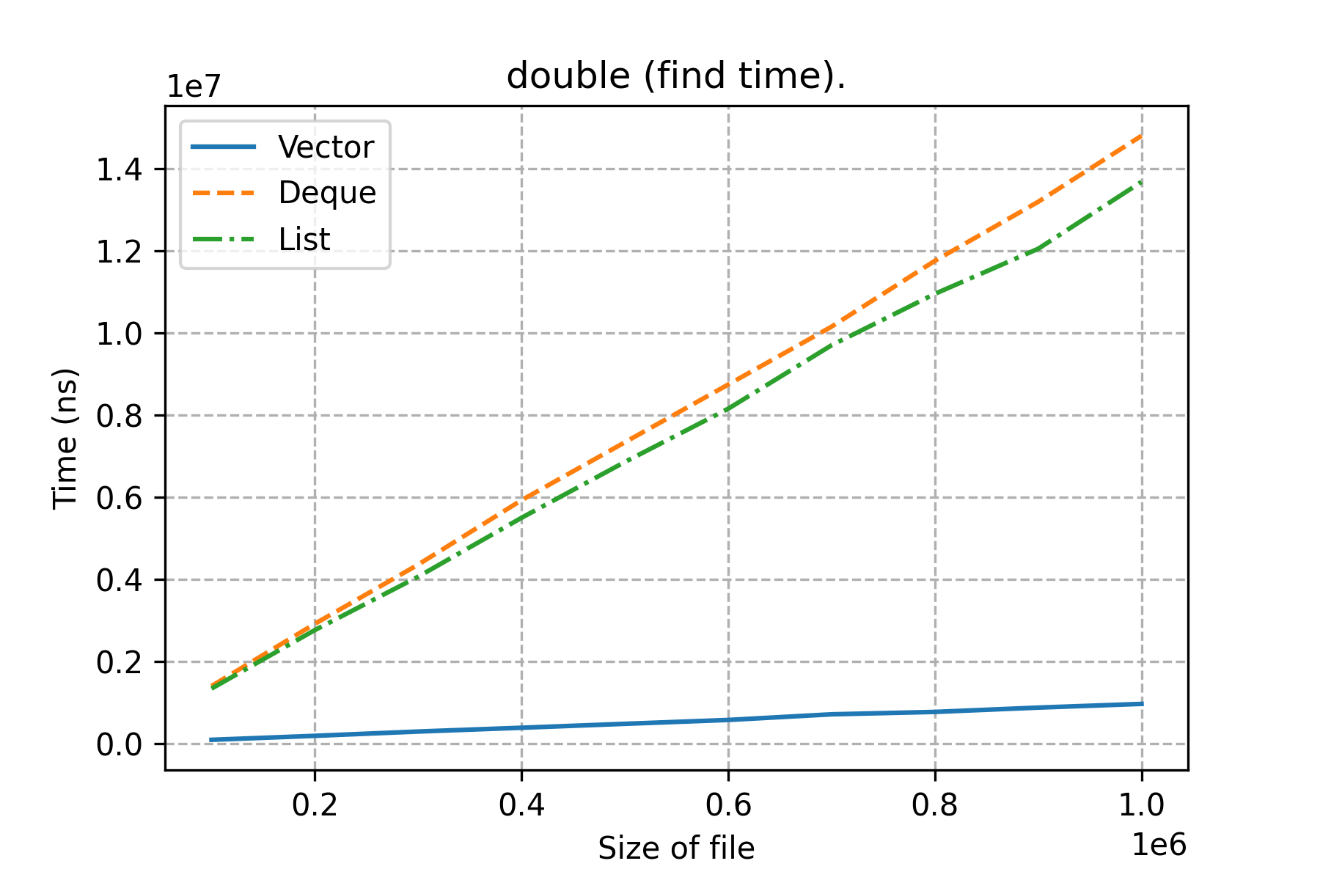 double (find time).
1e7
Vector
Deque
List
1.4
1.2
1.0
0.8
0.6
0.4
0.2
0.0
Time (ns)
0.2 0.4 0.6 0.8 1.0
Size of file
1e6